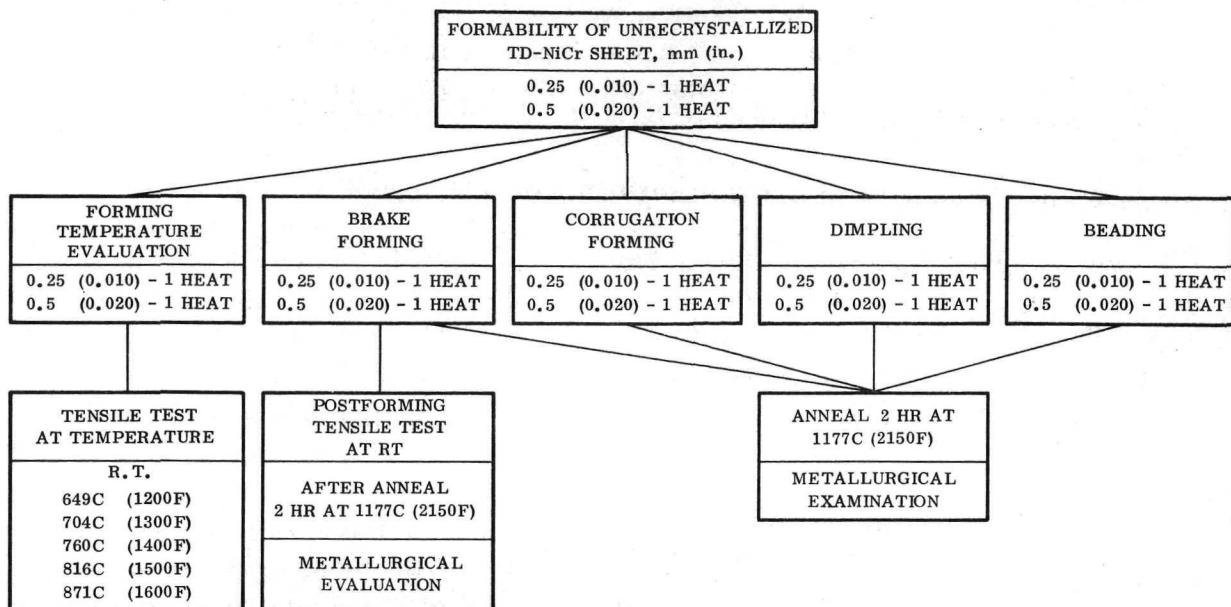 FORMABILITY OF UNRECRYSTALLIZED
TD-NiCr SHEET, mm (in.)
0.25 (0.010) - 1 HEAT
0.5 (0.020) - 1 HEAT
FORMING
TEMPERATURE
EVALUATION
0.25 (0.010) - 1 HEAT
0.5 (0.020) - 1 HEAT
BRAKE
FORMING
0.25 (0.010) - 1 HEAT
0.5 (0.020) - 1 HEAT
CORRUGATION
FORMING
0.25 (0.010) - 1 HEAT
0.5 (0.020) - 1 HEAT
DIMPLING
0.25 (0.010) - 1 HEAT
0.5 (0.020) - 1 HEAT
BEADING
0.25 (0.010) - 1 HEAT
0.5 (0.020) - 1 HEAT
TENSILE TEST
AT TEMPERATURE
R.T.
649C (1200F)
704C (1300F)
760C (1400F)
816C (1500F)
871C (1600F)
POSTFORMING
TENSILE TEST
AT RT
AFTER ANNEAL
2 HR AT 1177C (2150F)
METALLURGICAL
EVALUATION
ANNEAL 2 HR AT
1177C (2150F)
METALLURGICAL
EXAMINATION